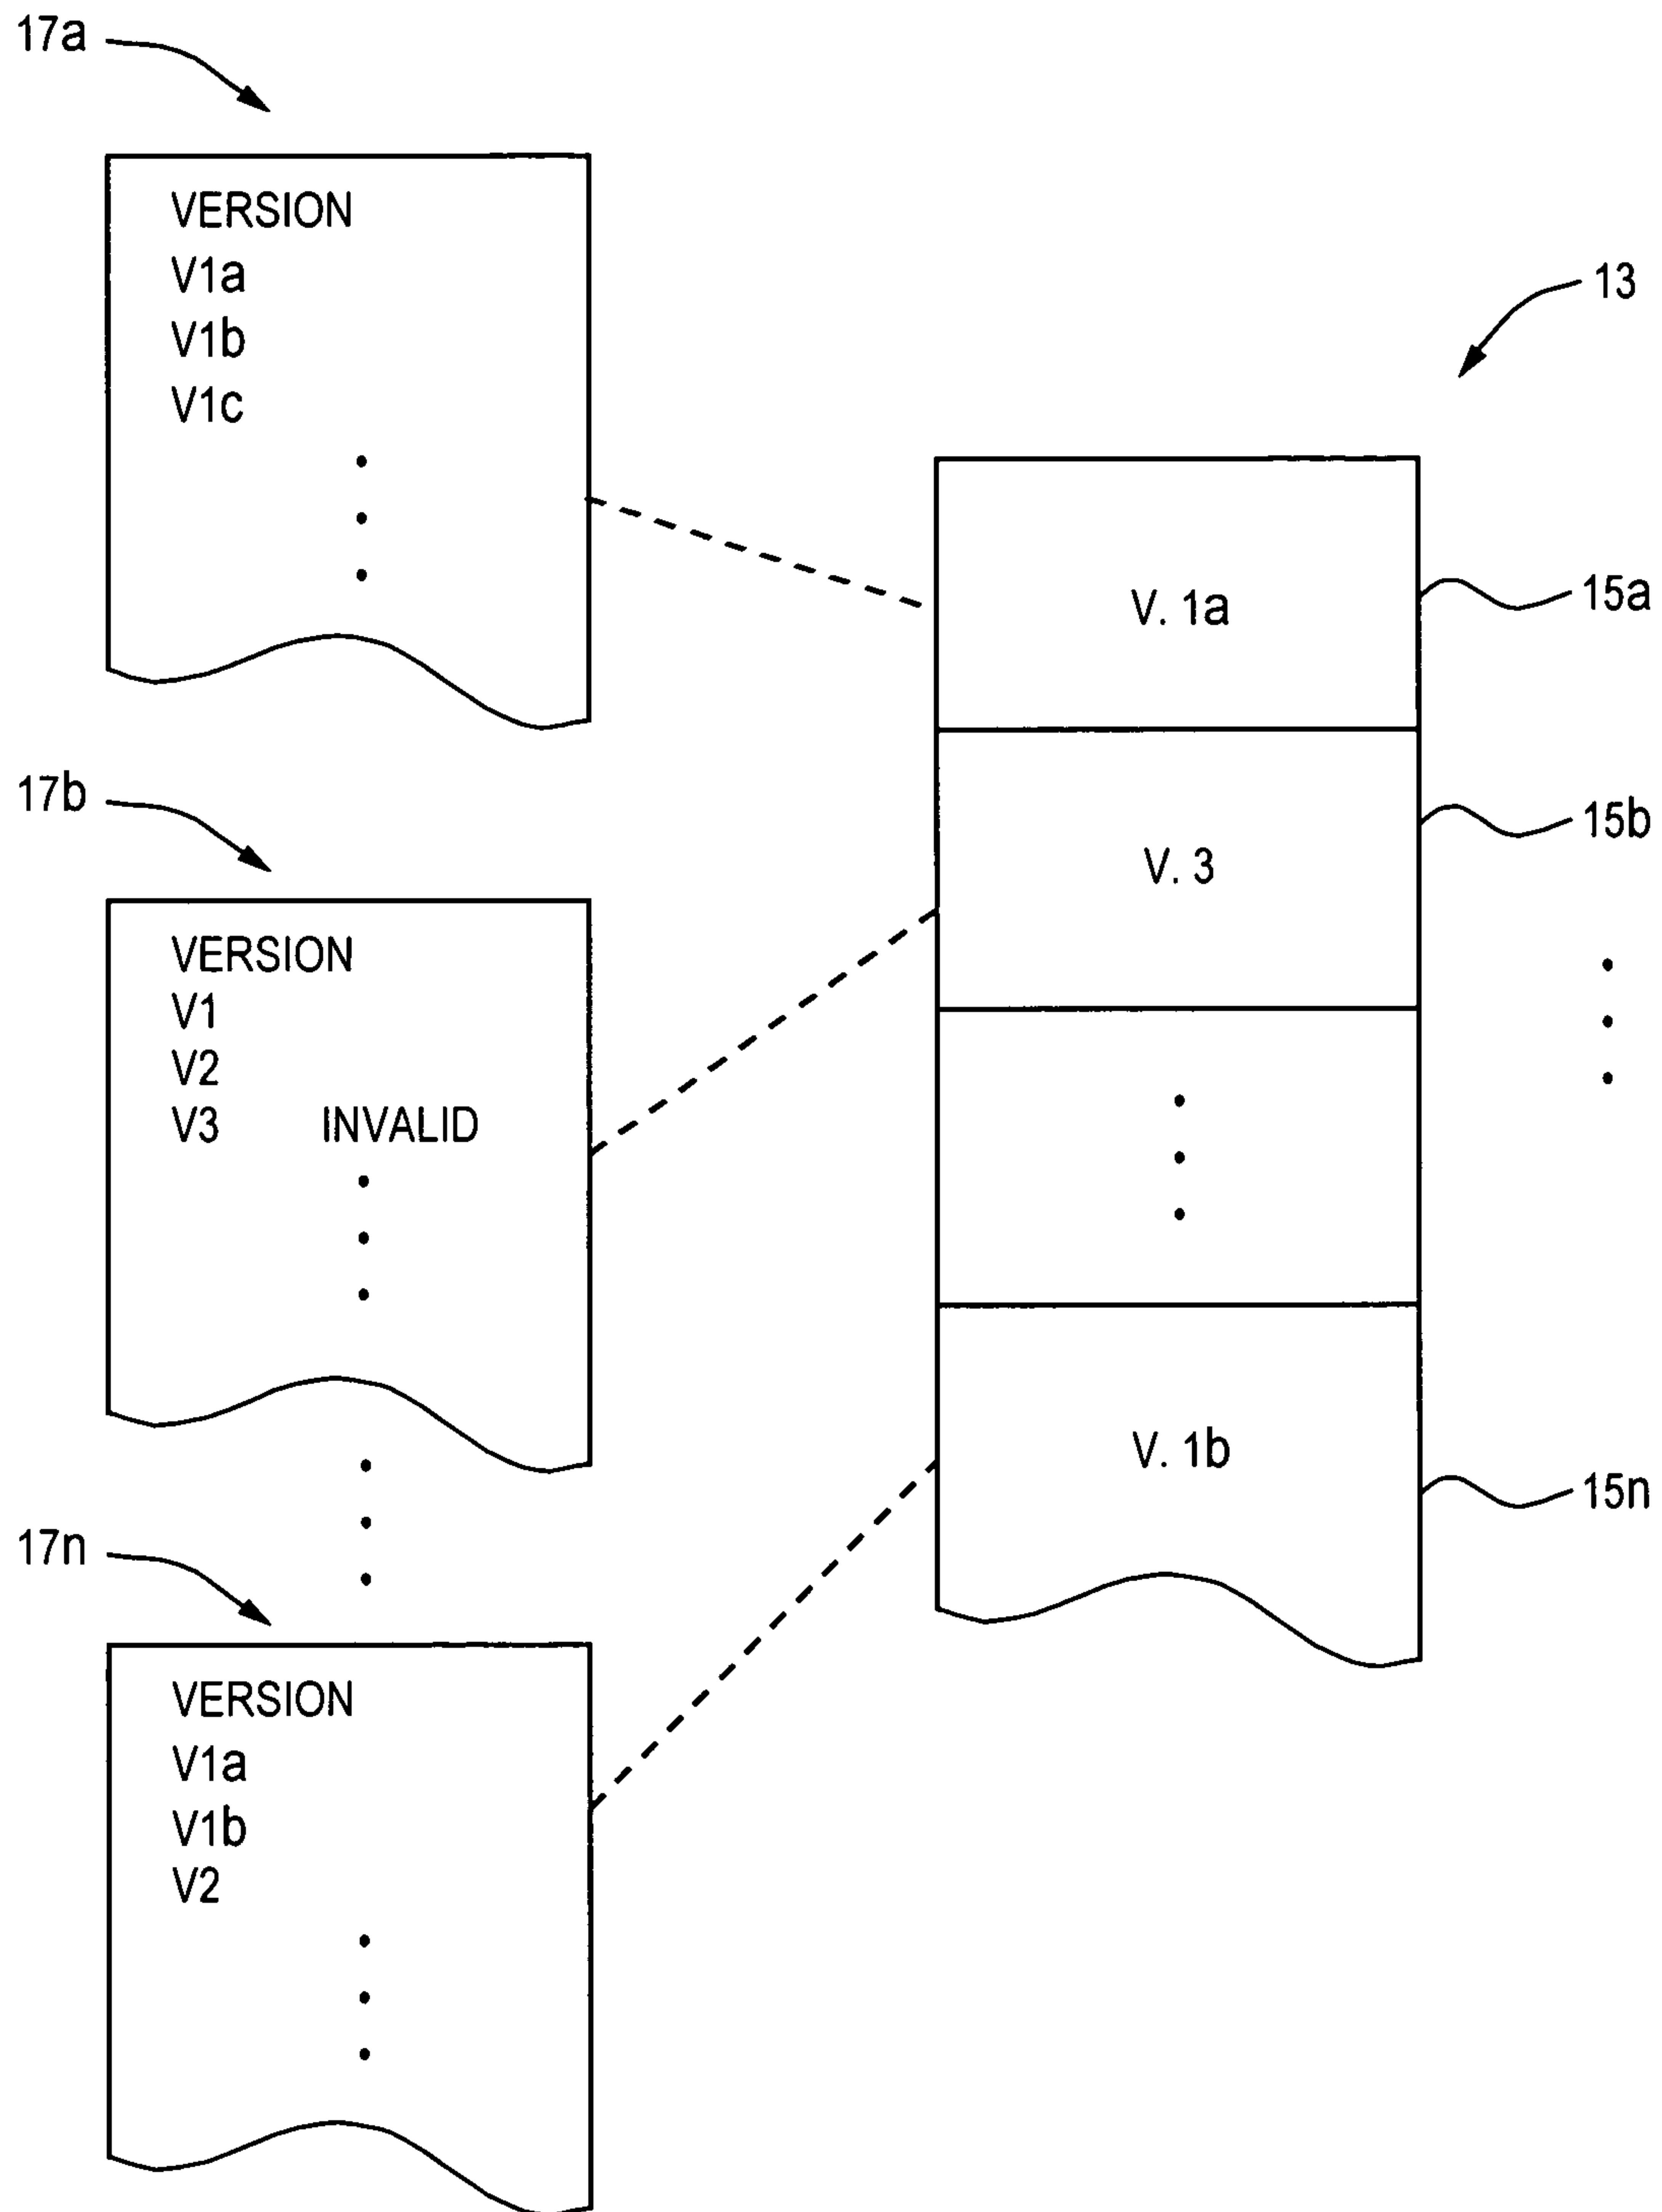 17a
VERSION
V1a
V1b
V1c
13
V. 1a
15a
17b
V. 3
15b
VERSION
V1
V2
V3 INVALID
V. 1b
15n
17n
VERSION
V1a
V1b
V2